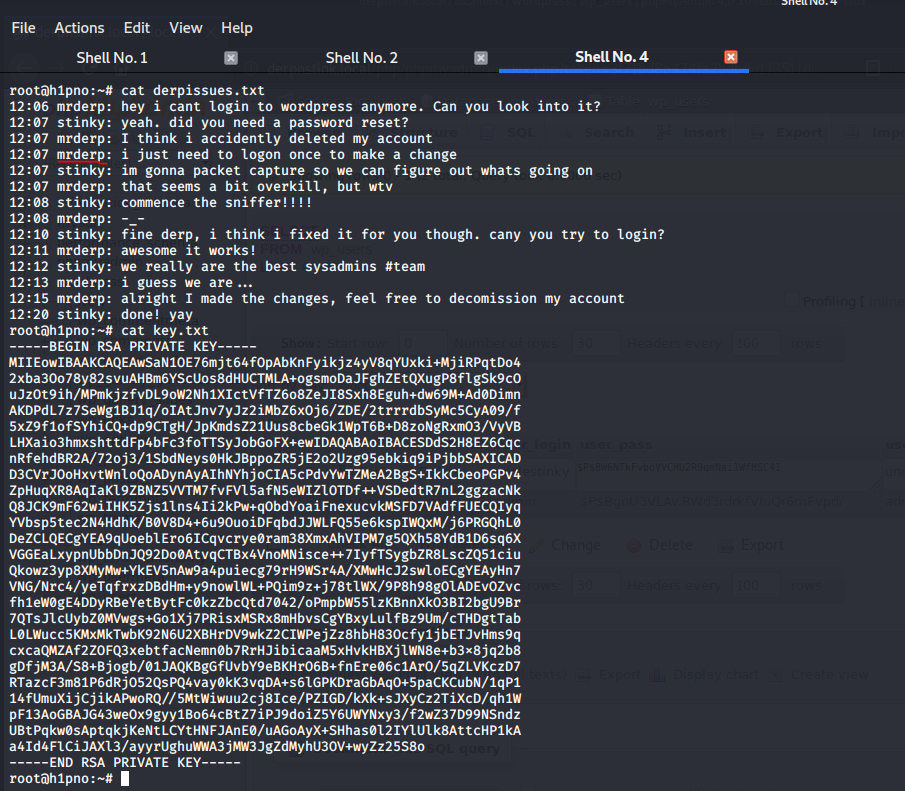 Shell No. 4
File Actions Edit View Help
Shell No. 1
Shell No. 2
Shell No. 4
root@h1pno:~# cat derpissues.txt
12:06 mrderp: hey i cant login to wordpress anymore. Can you look into it?
12:07 stinky: yeah. did you need a password reset?
12:07 mrderp: I think i accidently deleted my account
12:07 mrderp: i just need to logon once to make a change
12:07 stinky: im gonna packet capture so we can figure out whats going on
12:07 mrderp: that seems a bit overkill, but wtv
12:08 stinky: commence the sniffer!!!!
12:08 mrderp: -_-
12:10 stinky: fine derp, i think i fixed it for you though. cany you try to login?
12:11 mrderp: awesome it works!
12:12 stinky: we really are the best sysadmins #team
12:13 mrderp: i guess we are...
12:15 mrderp: alright I made the changes, feel free to decomission my account
12:20 stinky: done! yay
root@h1pno:~# cat key.txt
-----BEGIN RSA PRIVATE KEY-----
MIIEowIBAAKCAQEAwSaN1OE76mjt64fOpAbKnFyikjz4yV8qYUxki+MjiRPqtDo4
2xba3Oo78y82svuAHBm6YScUos8dHUCTMLA+ogsmoDaJFghZEtQXugP8flgSk9cO
uJzOt9ih/MPmkjzfvDL9oW2Nh1XIctVfTZ6o8ZeJI8Sxh8Eguh+dw69M+Ad0Dimn
AKDPdL7z7SeWg1BJ1q/oIAtJnv7yJz2iMbZ6xOj6/ZDE/2trrrdbSyMc5CyA09/f
5xZ9f1ofSYhiCQ+dp9CTgH/JpKmdsZ21Uus8cbeGk1WpT6B+D8zoNgRxmO3/VyVB
LHXaio3hmxshttdFp4bFc3foTTSyJobGoFX+ewIDAQABAoIBACESDdS2H8EZ6Cqc
nRfehdBR2A/72oj3/1SbdNeys0HkJBppoZR5jE2o2Uzg95ebkiq9iPjbbSAXICAD
D3CVrJOoHxvtWnloQoADynAyAIhNYhjoCIA5cPdvYwTZMeA2BgS+IkkCbeoPGPv4
ZpHuqXR8AqIaKl9ZBNZ5VVTM7fvFVl5afN5eWIZlOTDf++VSDedtR7nL2ggzacNk
Q8JCK9mF62wiIHK5Zjs1lns4Ii2kPw+qObdYoaiFnexucvkMSFD7VAdfFUECQIyq
YVbsp5tec2N4HdhK/B0V8D4+6u9OuoiDFqbdJJWLFQ55e6kspIWQxM/j6PRGQhL0
DeZCLQECgYEA9qUoeblEro6ICqvcrye0ram38XmxAhVIPM7g5QXh58YdB1D6sq6X
VGGEaLxypnUbbDnJQ92Do0AtvqCTBx4VnoMNisce++7IyfTSygbZR8LscZQ51ciu
Qkowz3yp8XMyMw+YkEV5nAw9a4puiecg79rH9WSr4A/XMwHcJ2swloECgYEAyHn7
VNG/Nrc4/yeTqfrxzDBdHm+y9nowlWL+PQim9z+j78tlWX/9P8h98gOlADEvOZvc
fh1eW0gE4DDyRBeYetBytFc0kzZbcQtd7042/oPmpbW55lzKBnnXkO3BI2bgU9Br
7QTsJlcUybZ0MVwgs+Go1Xj7PRisxMSRx8mHbvsCgYBxyLulfBz9Um/cTHDgtTab
L0LWucc5KMxMkTwbK92N6U2XBHrDV9wkZ2CIWPejZz8hbH83Ocfy1jbETJvHms9q
cxcaQMZAf2ZOFQ3xebtfacNemn0b7RrHJibicaaM5xHvkHBXjlWN8e+b3×8jq2b8
gDfjM3A/S8+Bjogb/01JAQKBgGfUvbY9eBKHrO6B+fnEre06c1ArO/5qZLVKczD7
RTazcF3m81P6dRjO52QsPQ4vay0kK3vqDA+s6lGPKDraGbAqO+5paCKCubN/1qP1
14fUmuXijCjikAPwoRQ//5MtWiwuu2cj8Ice/PZIGD/kXk+sJXyCz2TiXcD/qh1W
pF13AoGBAJG43weOx9gyy1Bo64cBtZ7iPJ9doiZ5Y6UWYNxy3/f2wZ37D99NSndz
UBtPqkw0sAptqkjKeNtLCYtHNFJAnE0/uAGoAyX+SHhas0l2IYlUlk8AttcHP1kA
a4Id4FlCiJAXl3/ayyrUghuWWA3jMW3JgZdMyhU3OV+wyZz25S8o
-----END RSA PRIVATE KEY-----
root@h1pno:~#